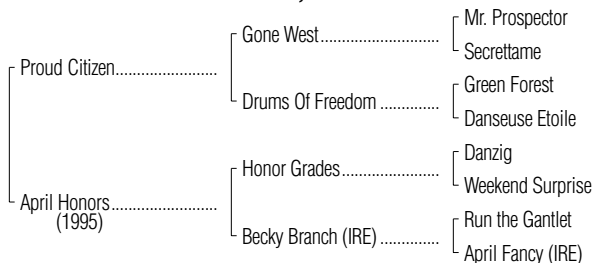 Mr. Prospector
Gone West
Secrettame
Proud Citizen
Green Forest
Drums Of Freedom
Danseuse Etoile
Danzig
Honor Grades
Weekend Surprise
April Honors
(1995)
Run the Gantlet
Becky Branch (IRE)
April Fancy (IRE)